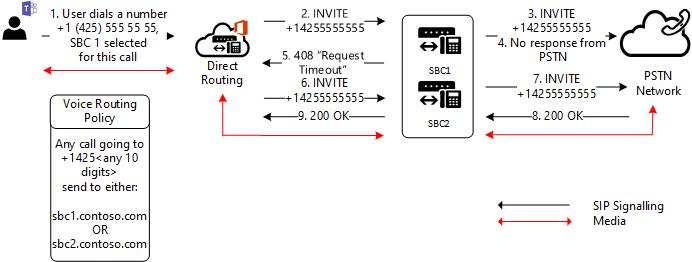 1. User dials a number
+1 (425) 555 55 55,
SBC 1 selected
for this call
Direct
Routing
2. INVITE
+14255555555
5. 408 “Request
Timeout”
6. INVITE
+14255555555
9. 200 OK
SBC1
SBC2
3. INVITE
+14255555555
4. No response from
PSTN
7. INVITE
+14255555555
8. 200 OK
PSTN
Network
Voice Routing
Policy
Any call going to
+1425<any 10
digits>
send to either:
sbc1.contoso.com
OR
sbc2.contoso.com
SIP Signalling
Media